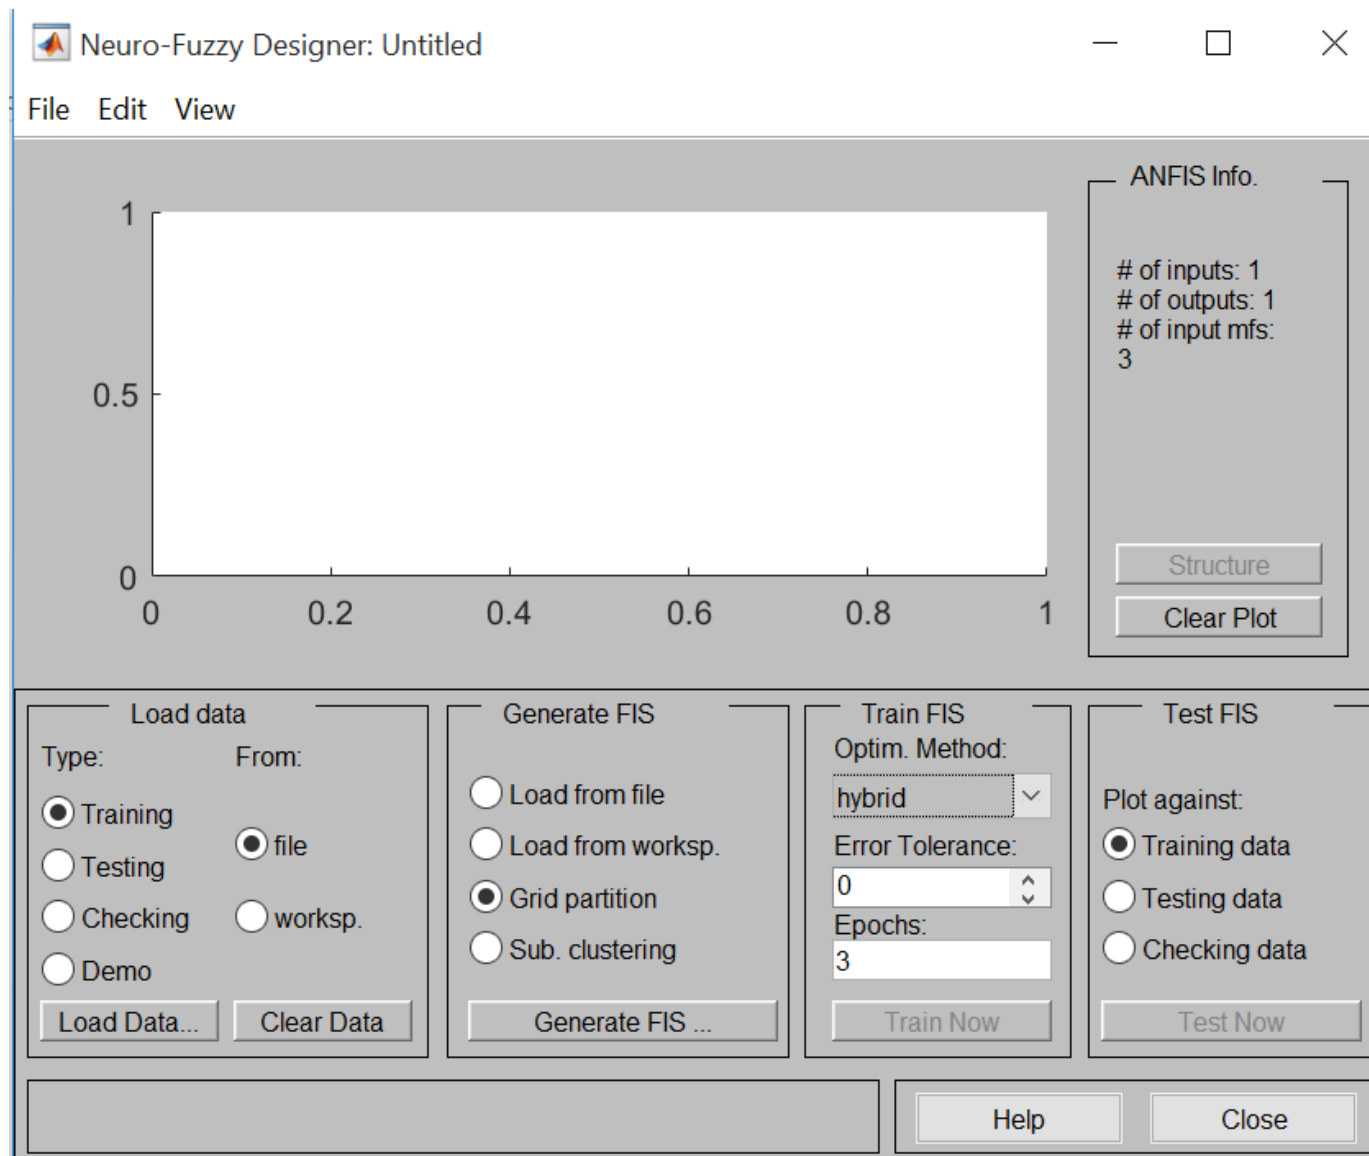 Neuro-Fuzzy Designer: Untitled
File Edit View
1
0.5
0
0 0.2 0.4 0.6 0.8 1
ANFIS Info.
# of inputs: 1
# of outputs: 1
# of input mfs:
3
Structure
Clear Plot
Load data
Type: From:
Training
Testing
Checking
Demo
file
worksp.
Load Data... Clear Data
Generate FIS
Load from file
Load from worksp.
Grid partition
Sub. clustering
Generate FIS ...
Train FIS
Optim. Method:
hybrid
Error Tolerance:
0
Epochs:
3
Train Now
Test FIS
Plot against:
Training data
Testing data
Checking data
Test Now
Help Close